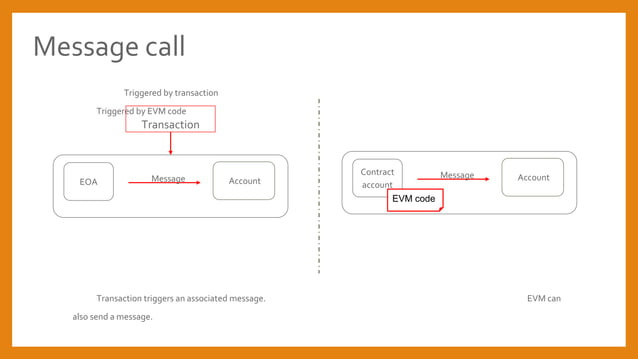 Message call
Triggered by transaction
Triggered by EVM code
Transaction
EOA
Message
Account
Contract
account
Message
Account
EVM code
Transaction triggers an associated message. EVM can
also send a message.